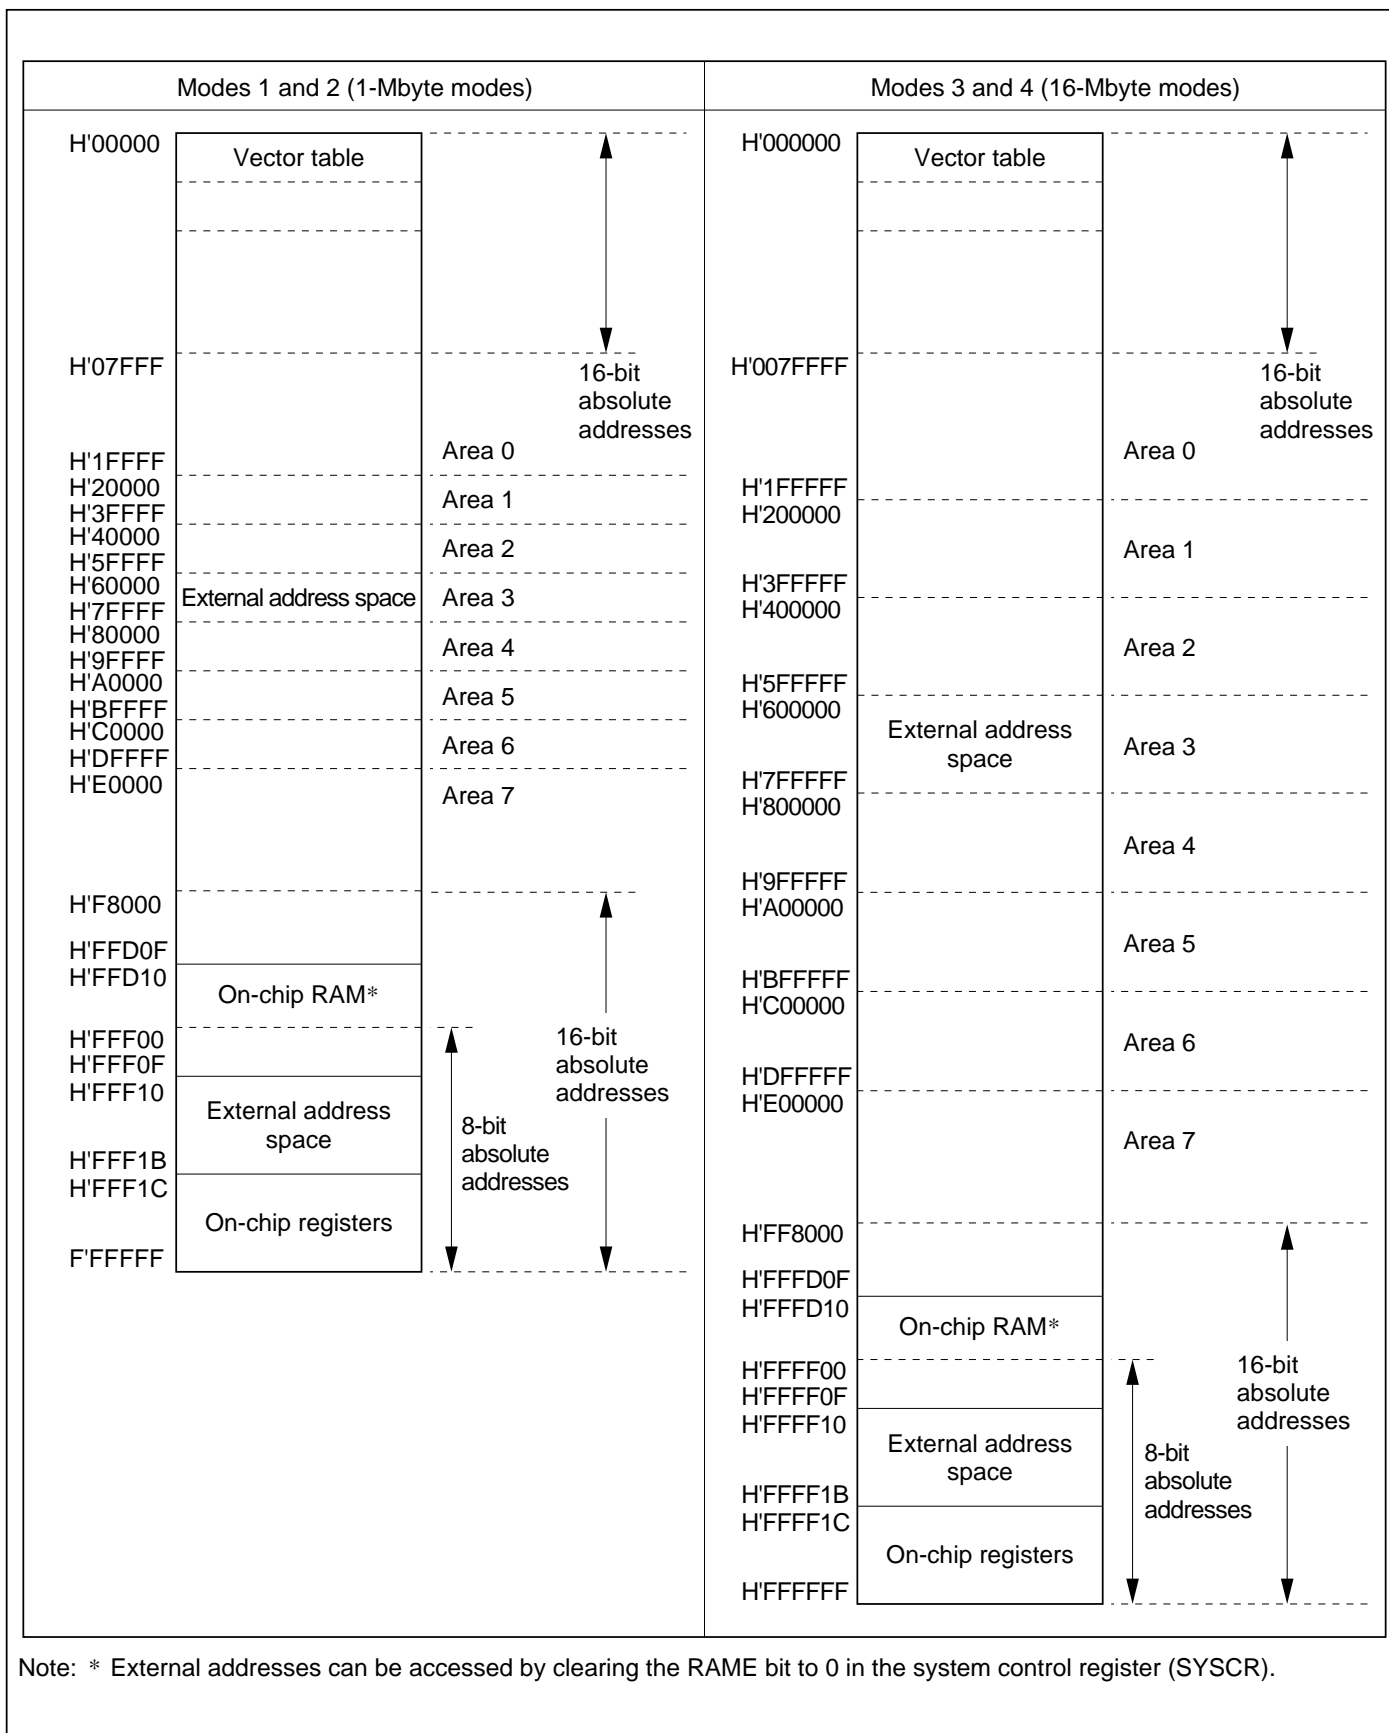 Modes 1 and 2 (1-Mbyte modes)
H'00000
Vector table
H'07FFF
16-bit
absolute
addresses
Area 0
H'1FFFF
H'20000
Area 1
H'3FFFF
H'40000
Area 2
H'5FFFF
H'60000
External address space
Area 3
H'7FFFF
H'80000
Area 4
H'9FFFF
H'A0000
Area 5
H'BFFFF
H'C0000
Area 6
H'DFFFF
H'E0000
Area 7
H'F8000
H'FFD0F
H'FFD10
On-chip RAM*
H'FFF00
16-bit
absolute
addresses
H'FFF0F
H'FFF10
External address
space
8-bit
absolute
addresses
H'FFF1B
H'FFF1C
On-chip registers
F'FFFFF
Modes 3 and 4 (16-Mbyte modes)
H'000000
Vector table
H'007FFFF
16-bit
absolute
addresses
Area 0
H'1FFFFF
H'200000
Area 1
H'3FFFFF
H'400000
Area 2
H'5FFFFF
H'600000
External address
space
Area 3
H'7FFFFF
H'800000
Area 4
H'9FFFFF
H'A00000
Area 5
H'BFFFFF
H'C00000
Area 6
H'DFFFFF
H'E00000
Area 7
H'FF8000
H'FFFD0F
H'FFFD10
On-chip RAM*
H'FFFF00
16-bit
absolute
addresses
H'FFFF0F
H'FFFF10
External address
space
8-bit
absolute
addresses
H'FFFF1B
H'FFFF1C
On-chip registers
H'FFFFFF
Note: * External addresses can be accessed by clearing the RAME bit to 0 in the system control register (SYSCR).